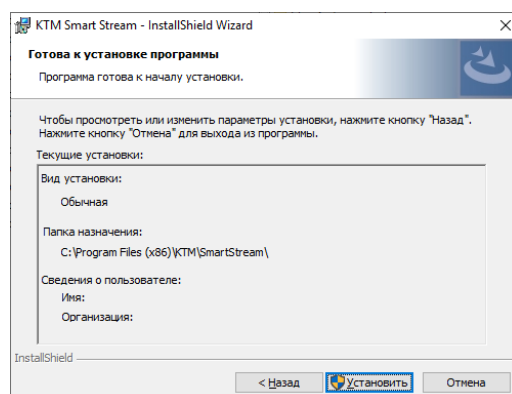 KTM Smart Stream - InstallShield Wizard
Готова к установке программы
Программа готова к началу установки.
Чтобы просмотреть или изменить параметры установки, нажмите кнопку "Назад".
Нажмите кнопку "Отмена" для выхода из программы.
Текущие установки:
Вид установки:
Обычная
Папка назначения:
C:\Program Files (x86)\KTM\SmartStream\
Сведения о пользователе:
Имя:
Организация:
InstallShield
< Назад Установить Отмена